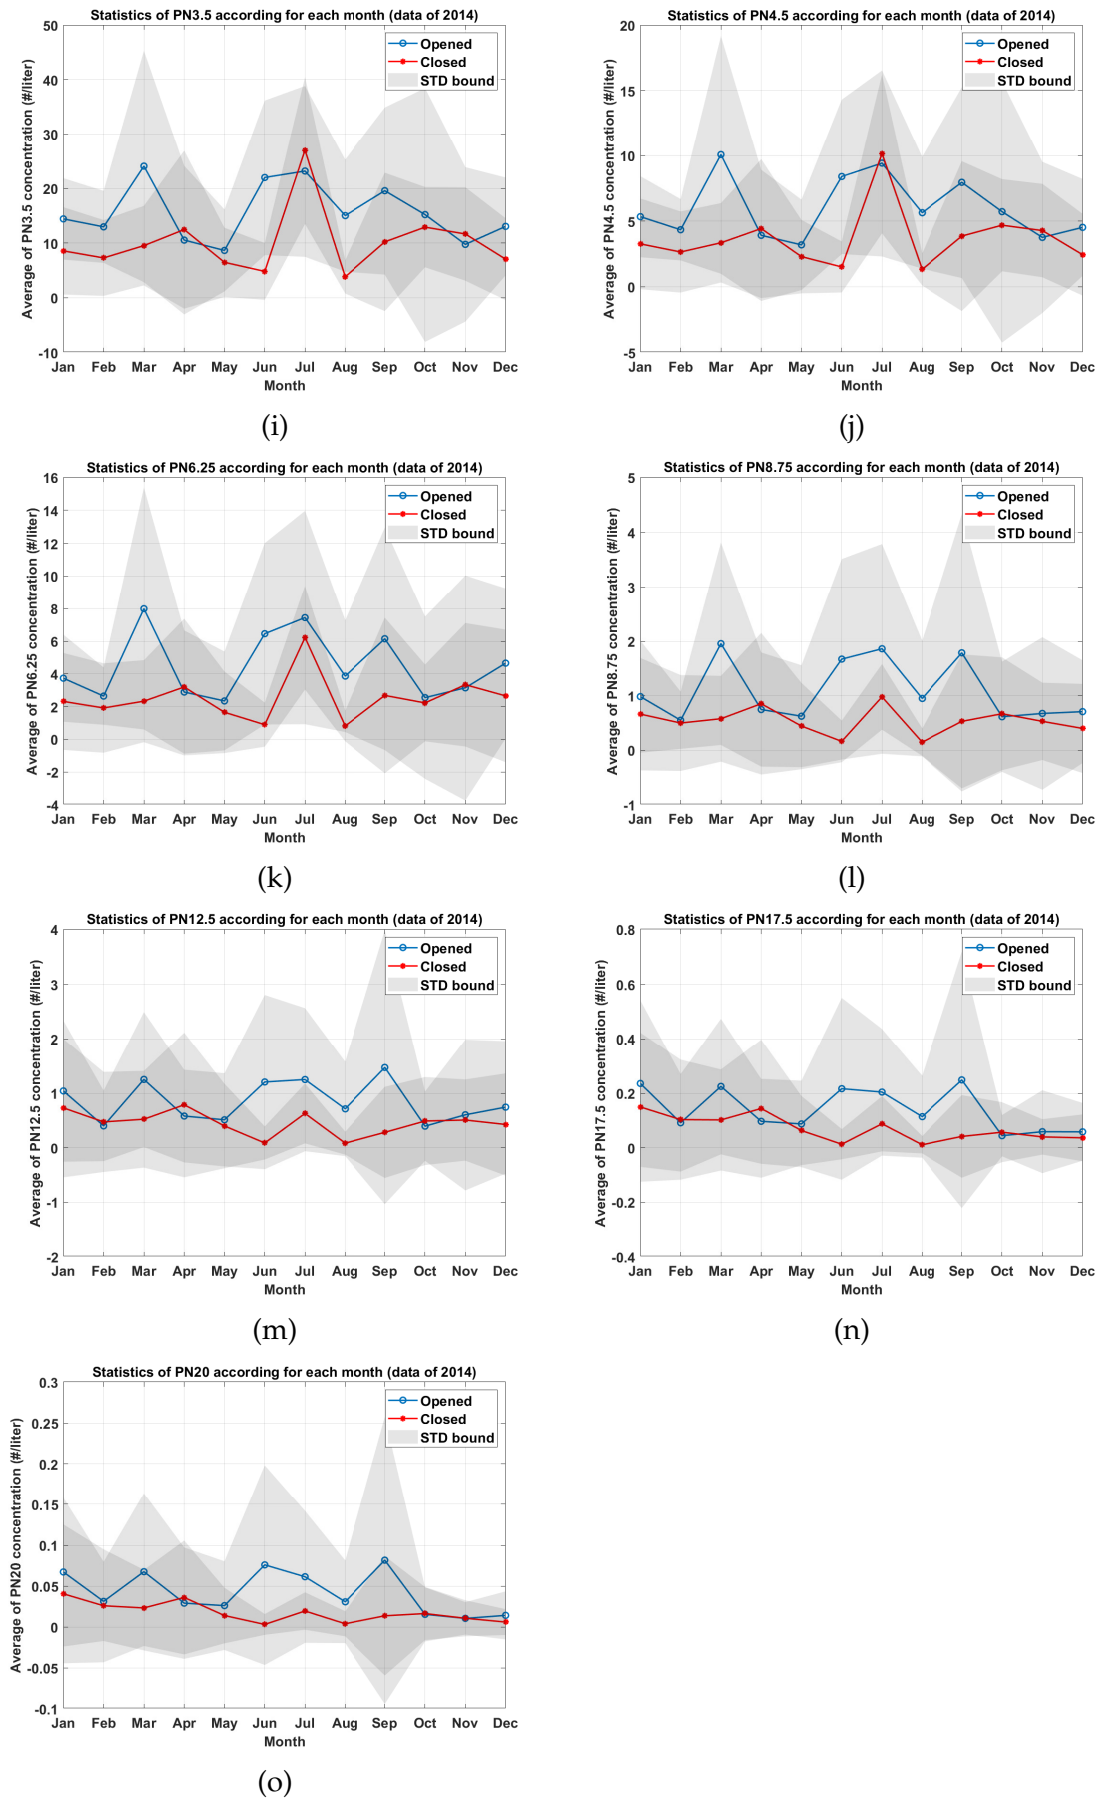 Statistics of PN3.5 according for each month (data of 2014)
50
40
30
20
10
0
-10
Average of PN3.5 concentration (#/liter)
Opened
Closed
STD bound
Jan Feb Mar Apr May Jun Jul Aug Sep Oct Nov Dec
Month
(i)
Statistics of PN4.5 according for each month (data of 2014)
20
15
10
5
0
-5
Average of PN4.5 concentration (#/liter)
Opened
Closed
STD bound
Jan Feb Mar Apr May Jun Jul Aug Sep Oct Nov Dec
Month
(j)
Statistics of PN6.25 according for each month (data of 2014)
16
14
12
10
8
6
4
2
0
-2
-4
Average of PN6.25 concentration (#/liter)
Opened
Closed
STD bound
Jan Feb Mar Apr May Jun Jul Aug Sep Oct Nov Dec
Month
(k)
Statistics of PN8.75 according for each month (data of 2014)
5
4
3
2
1
0
-1
Average of PN8.75 concentration (#/liter)
Opened
Closed
STD bound
Jan Feb Mar Apr May Jun Jul Aug Sep Oct Nov Dec
Month
(l)
Statistics of PN12.5 according for each month (data of 2014)
4
3
2
1
0
-1
-2
Average of PN12.5 concentration (#/liter)
Opened
Closed
STD bound
Jan Feb Mar Apr May Jun Jul Aug Sep Oct Nov Dec
Month
(m)
Statistics of PN17.5 according for each month (data of 2014)
0.8
0.6
0.4
0.2
0
-0.2
-0.4
Average of PN17.5 concentration (#/liter)
Opened
Closed
STD bound
Jan Feb Mar Apr May Jun Jul Aug Sep Oct Nov Dec
Month
(n)
Statistics of PN20 according for each month (data of 2014)
0.3
0.25
0.2
0.15
0.1
0.05
0
-0.05
-0.1
Average of PN20 concentration (#/liter)
Opened
Closed
STD bound
Jan Feb Mar Apr May Jun Jul Aug Sep Oct Nov Dec
Month
(o)